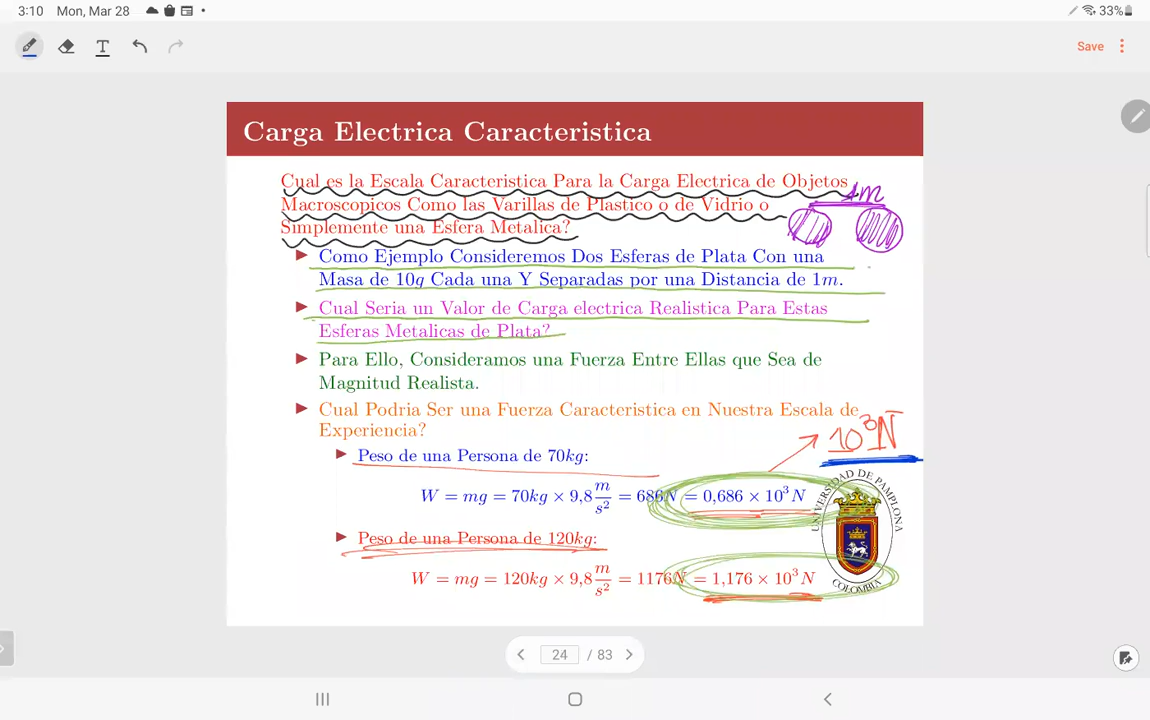 3:10 Mon, Mar 28
33%
T
Save
Carga Electrica Caracteristica
Cual es la Escala Caracteristica Para la Carga Electrica de Objetos
1m
Macroscopicos Como las Varillas de Plastico o de Vidrio o
Simplemente una Esfera Metalica?
Como Ejemplo Consideremos Dos Esferas de Plata Con una
Masa de 10g Cada una Y Separadas por una Distancia de 1m.
Cual Seria un Valor de Carga electrica Realistica Para Estas
Esferas Metalicas de Plata?
Para Ello, Consideramos una Fuerza Entre Ellas que Sea de
Magnitud Realista.
Cual Podria Ser una Fuerza Caracteristica en Nuestra Escala de
Experiencia?
10³N
Peso de una Persona de 70kg:
W = mg = 70kg × 9,8 m/s² = 686N = 0,686 × 10³N
UNIVERSIDAD DE PAMPLONA
Peso de una Persona de 120kg:
W = mg = 120kg × 9,8 m/s² = 1176N = 1,176 × 10³N
COLOMBIA
24 / 83